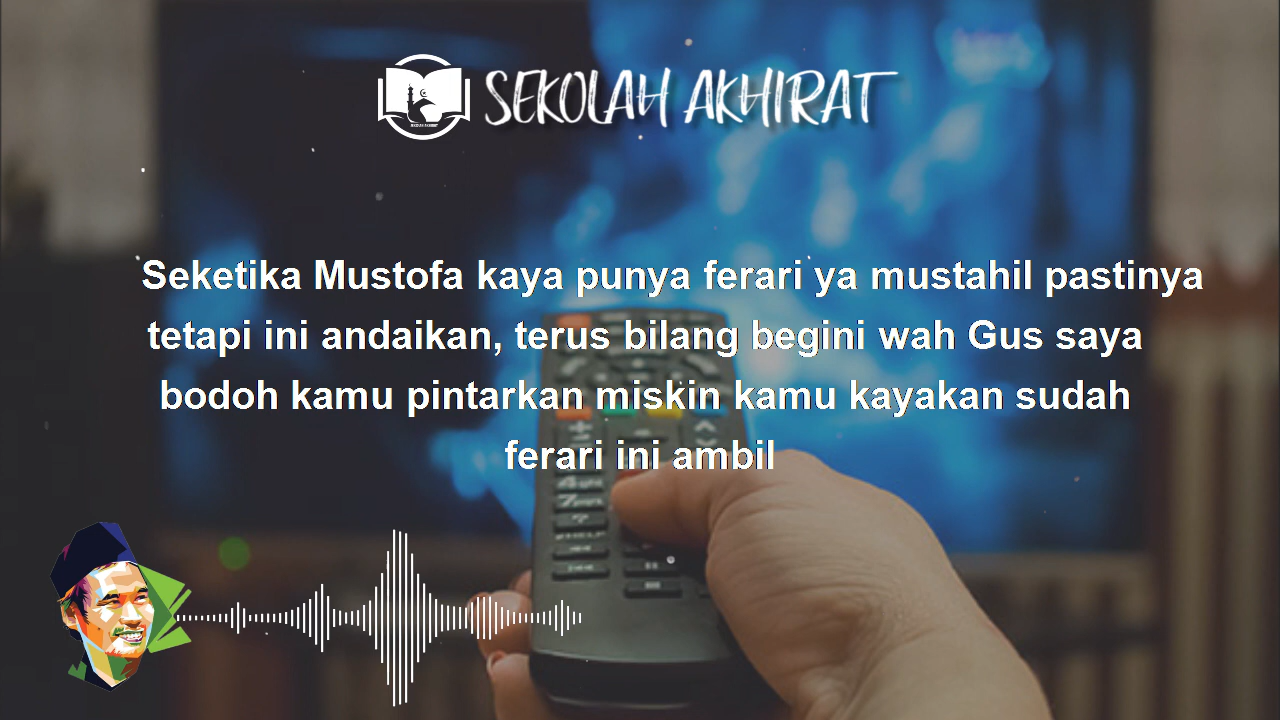 SEKOLAH AKHIRAT
Seketika Mustofa kaya punya ferari ya mustahil pastinya
tetapi ini andaikan, terus bilang begini wah Gus saya
bodoh kamu pintarkan miskin kamu kayakan sudah
ferari ini ambil